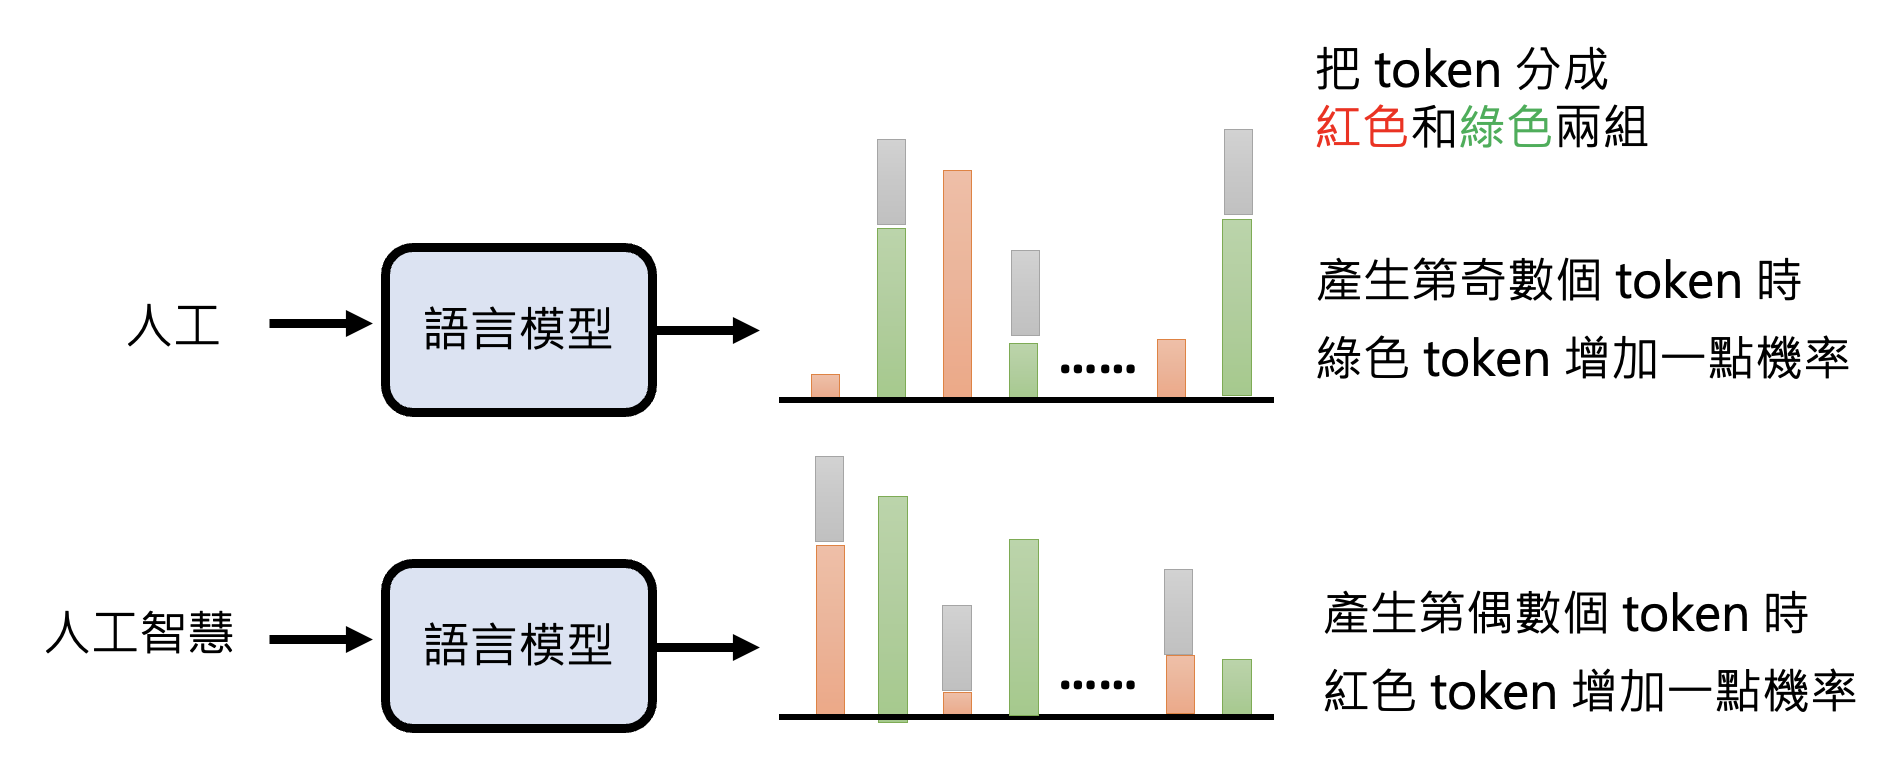 把 token 分成
紅色和綠色兩組
人工
語言模型
產生第奇數個 token 時
綠色 token 增加一點機率
......
人工智慧
語言模型
產生第偶數個 token 時
紅色 token 增加一點機率
......